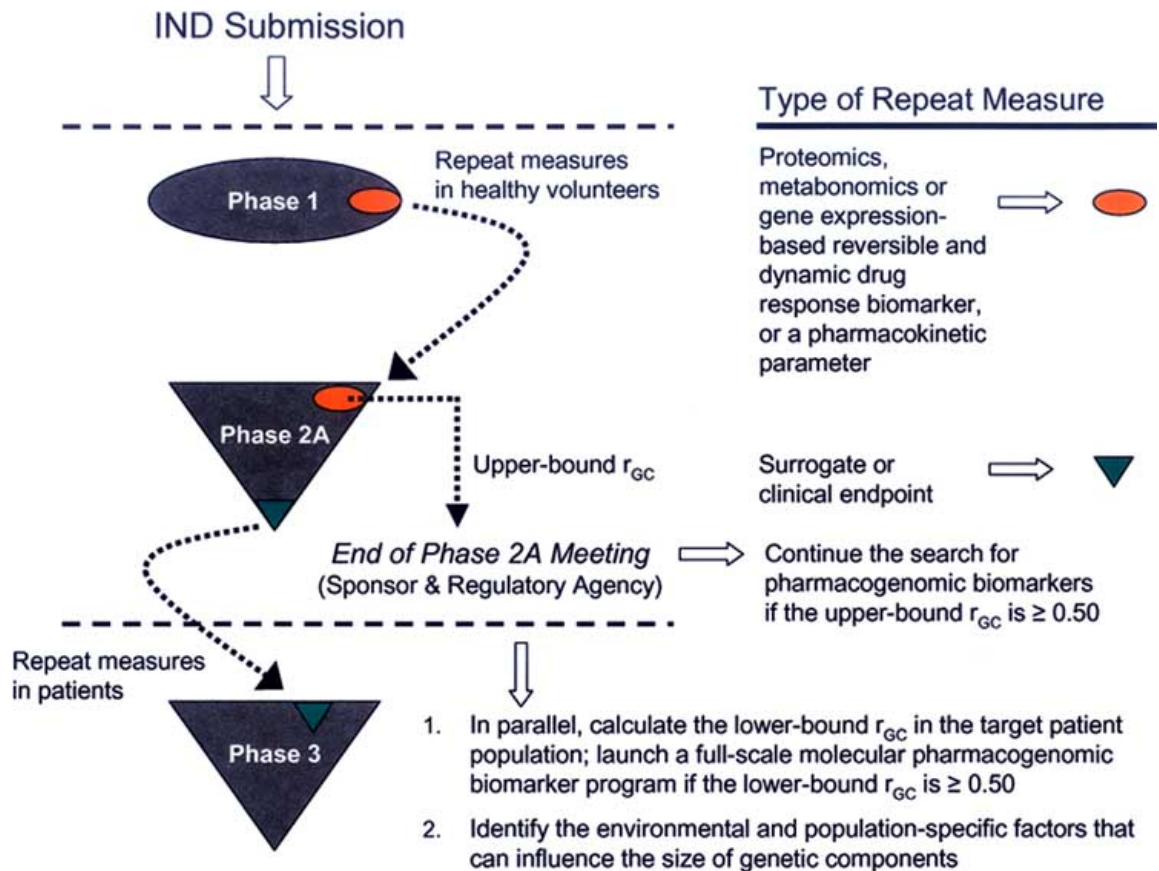 IND Submission
Type of Repeat Measure
Repeat measures
in healthy volunteers
Phase 1
Proteomics,
metabonomics or
gene expression-
based reversible and
dynamic drug
response biomarker,
or a pharmacokinetic
parameter
Phase 2A
Upper-bound rGC
Surrogate or
clinical endpoint
End of Phase 2A Meeting
(Sponsor & Regulatory Agency)
Continue the search for
pharmacogenomic biomarkers
if the upper-bound rGC is ≥ 0.50
Repeat measures
in patients
Phase 3
1. In parallel, calculate the lower-bound rGC in the target patient
population; launch a full-scale molecular pharmacogenomic
biomarker program if the lower-bound rGC is ≥ 0.50
2. Identify the environmental and population-specific factors that
can influence the size of genetic components